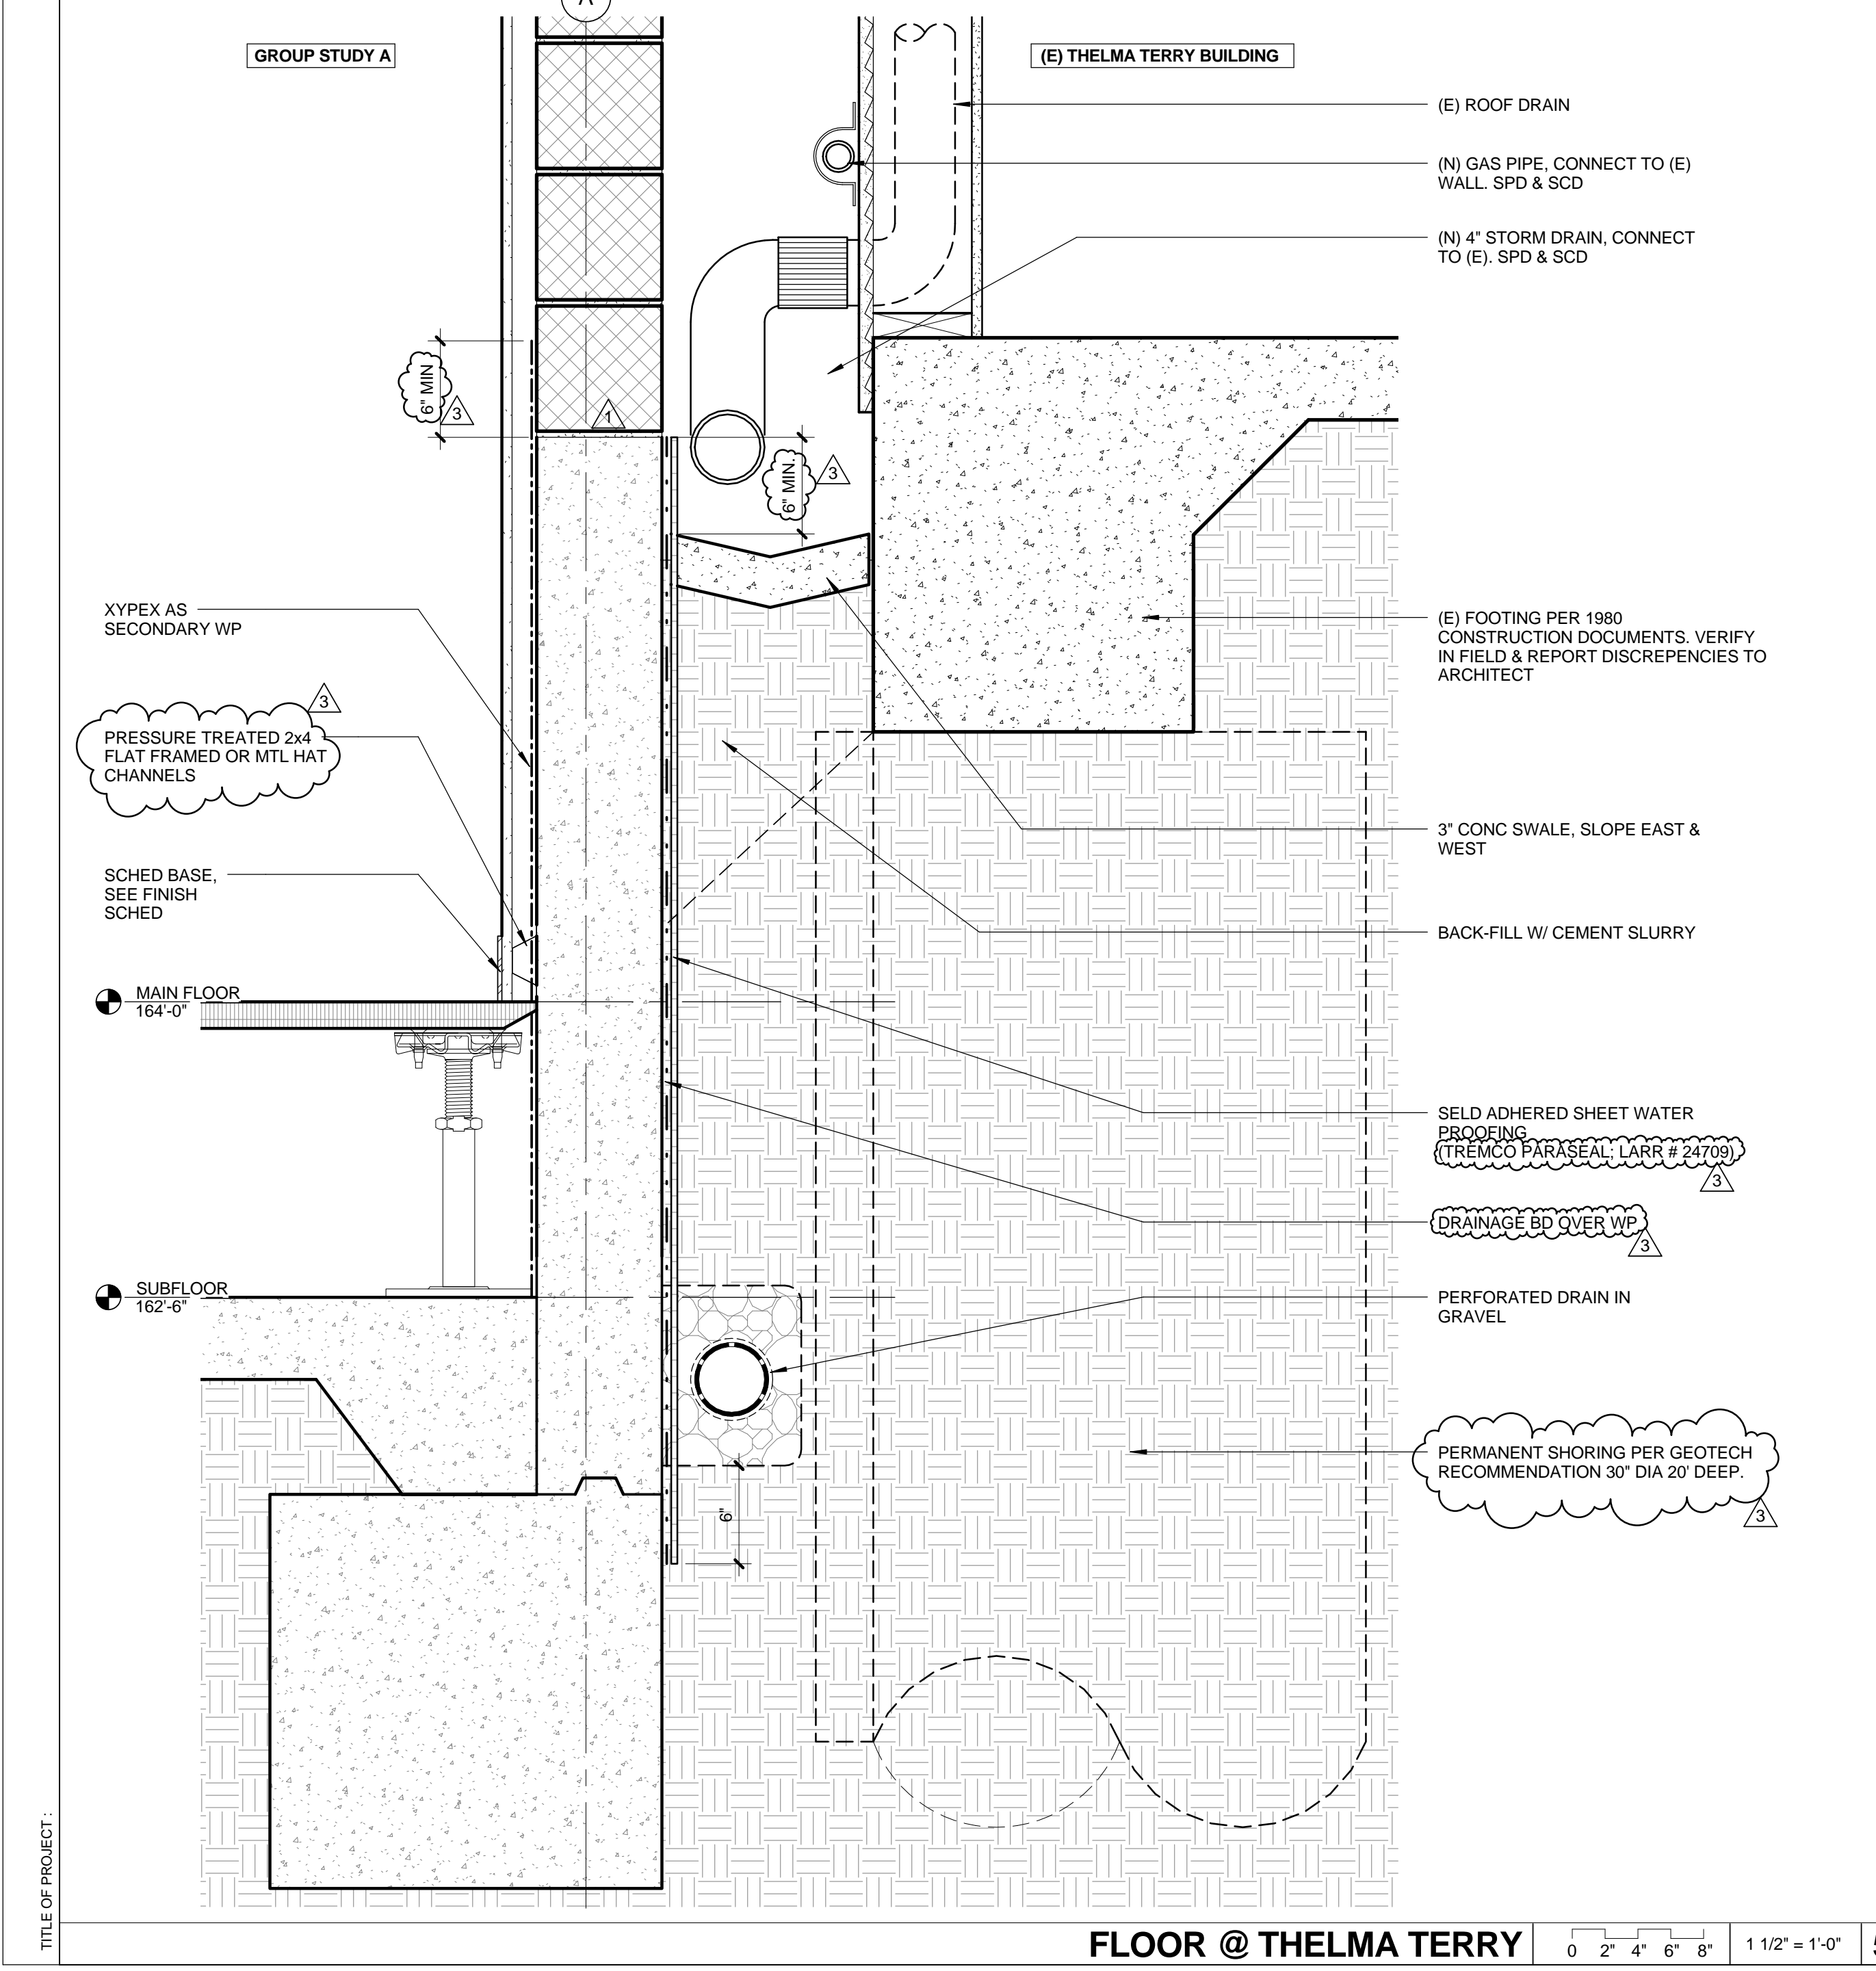 A
GROUP STUDY A
(E) THELMA TERRY BUILDING
(E) ROOF DRAIN
(N) GAS PIPE, CONNECT TO (E)
WALL. SPD & SCD
(N) 4" STORM DRAIN, CONNECT
TO (E). SPD & SCD
6" MIN
3
1
6" MIN.
3
XYPEX AS
SECONDARY WP
(E) FOOTING PER 1980
CONSTRUCTION DOCUMENTS. VERIFY
IN FIELD & REPORT DISCREPENCIES TO
ARCHITECT
3
PRESSURE TREATED 2x4
FLAT FRAMED OR MTL HAT
CHANNELS
3" CONC SWALE, SLOPE EAST &
WEST
SCHED BASE,
SEE FINISH
SCHED
BACK-FILL W/ CEMENT SLURRY
MAIN FLOOR
164'-0"
SELD ADHERED SHEET WATER
PROOFING
(TREMCO PARASEAL; LARR # 24709)
3
DRAINAGE BD OVER WP
3
SUBFLOOR
162'-6"
PERFORATED DRAIN IN
GRAVEL
PERMANENT SHORING PER GEOTECH
RECOMMENDATION 30" DIA 20' DEEP.
3
6"
TITLE OF PROJECT :
FLOOR @ THELMA TERRY
0 2" 4" 6" 8"
1 1/2" = 1'-0"